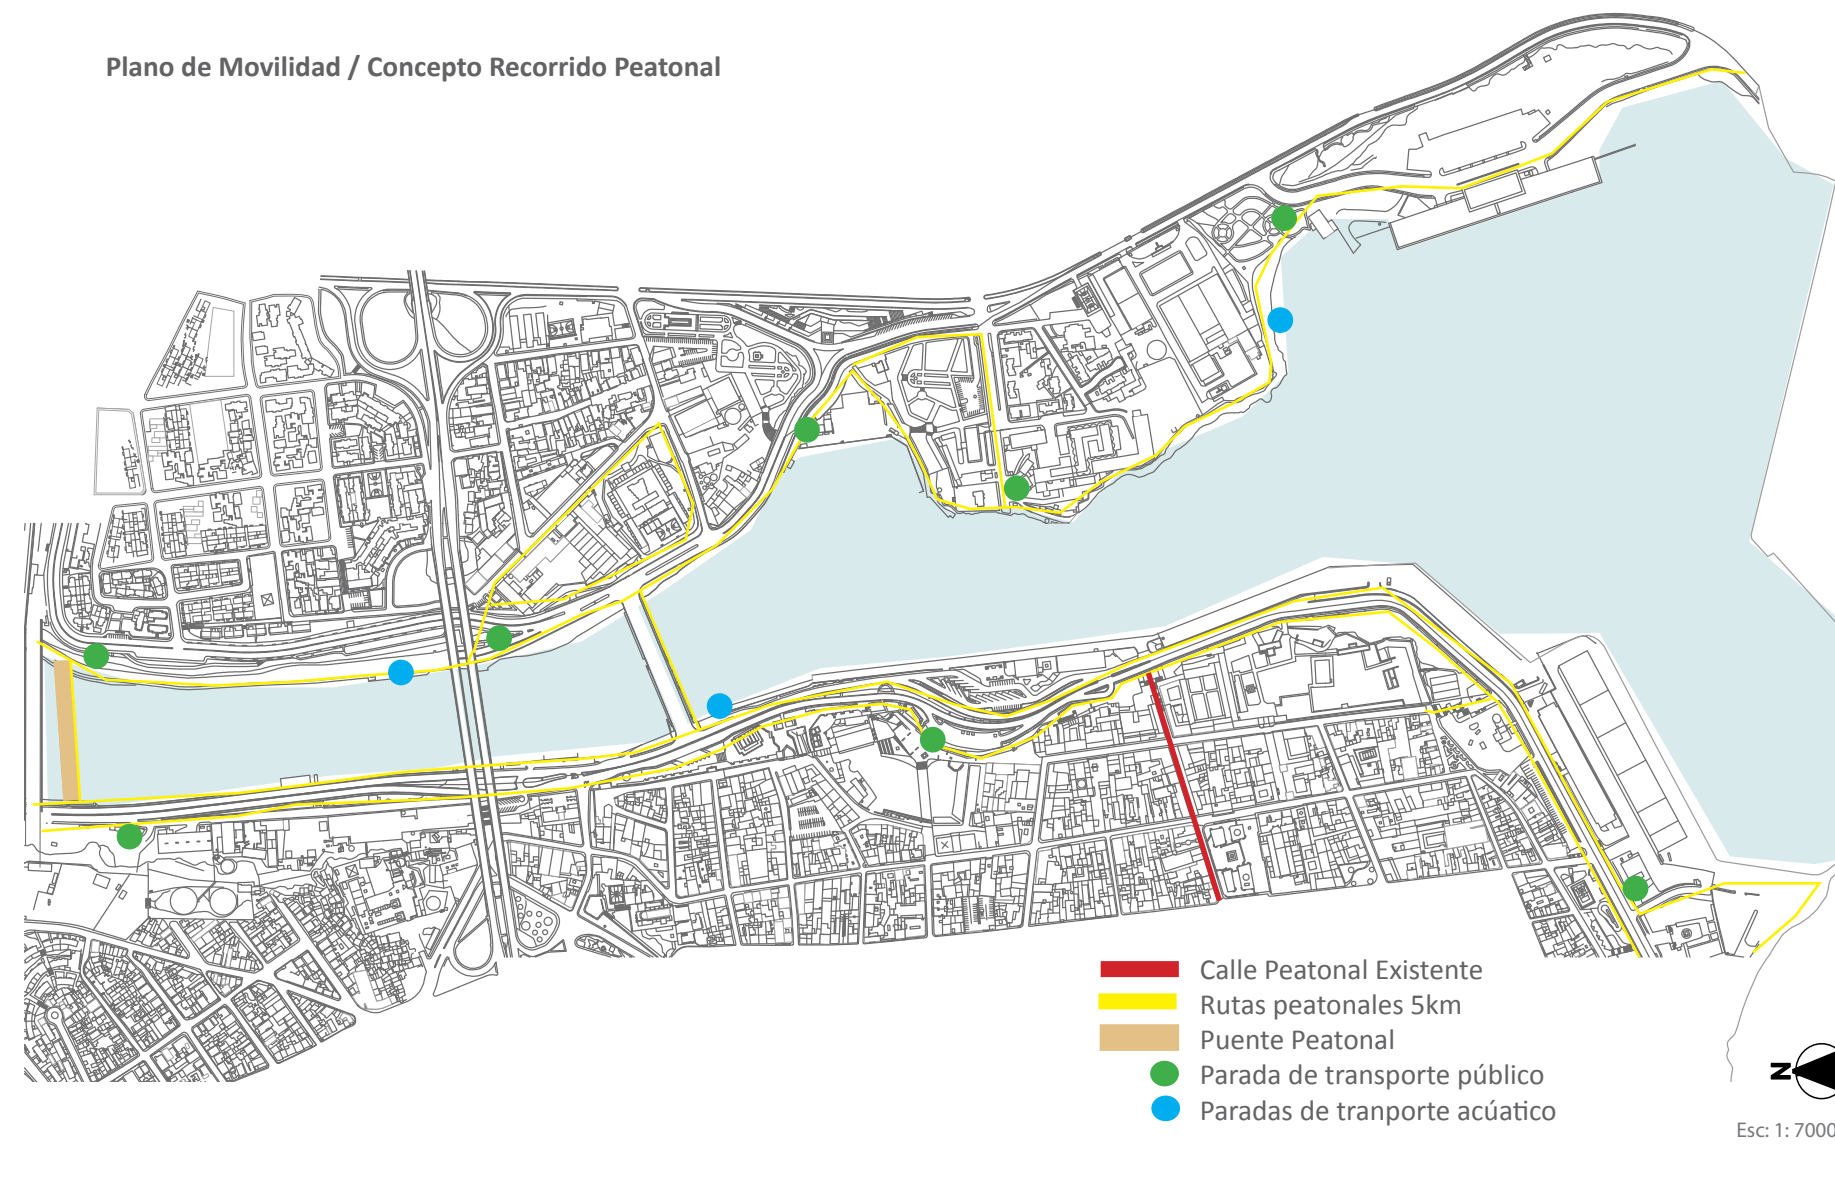 Plano de Movilidad / Concepto Recorrido Peatonal
Calle Peatonal Existente
Rutas peatonales 5km
Puente Peatonal
Parada de transporte público
Paradas de tranporte acúatico
N
Esc: 1: 7000